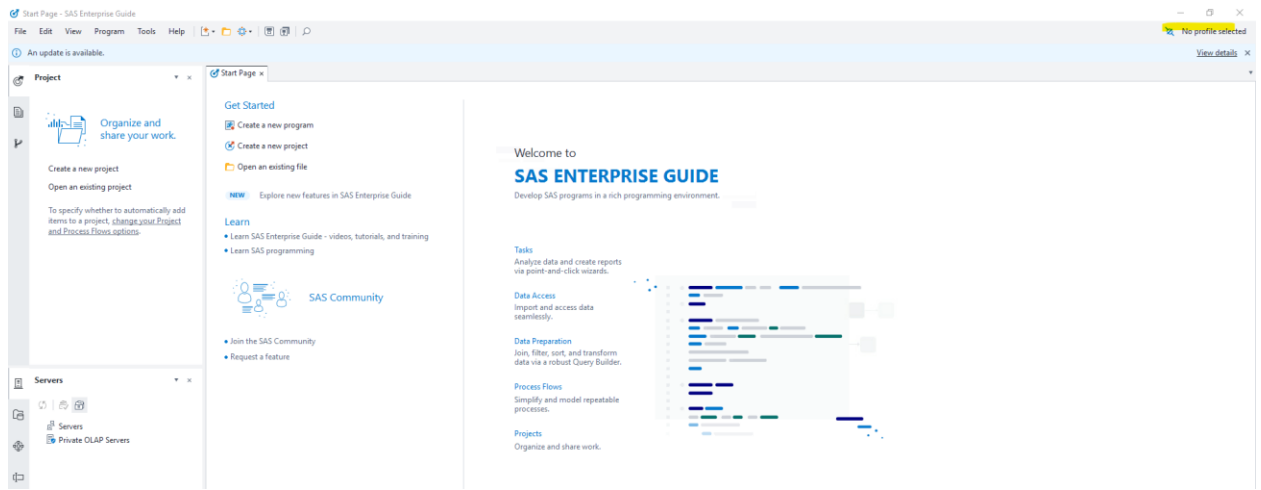 Start Page - SAS Enterprise Guide
File Edit View Program Tools Help
No profile selected
An update is available.
View details
Project
Start Page
Organize and
share your work.
Create a new project
Open an existing project
To specify whether to automatically add
items to a project, change your Project
and Process Flows options.
Get Started
Create a new program
Create a new project
Open an existing file
NEW Explore new features in SAS Enterprise Guide
Learn
Learn SAS Enterprise Guide - videos, tutorials, and training
Learn SAS programming
SAS Community
Join the SAS Community
Request a feature
Welcome to
SAS ENTERPRISE GUIDE
Develop SAS programs in a rich programming environment.
Tasks
Analyze data and create reports
via point-and-click wizards.
Data Access
Import and access data
seamlessly.
Data Preparation
Join, filter, sort, and transform
data via a robust Query Builder.
Process Flows
Simplify and model repeatable
processes.
Projects
Organize and share work.
Servers
Servers
Private OLAP Servers